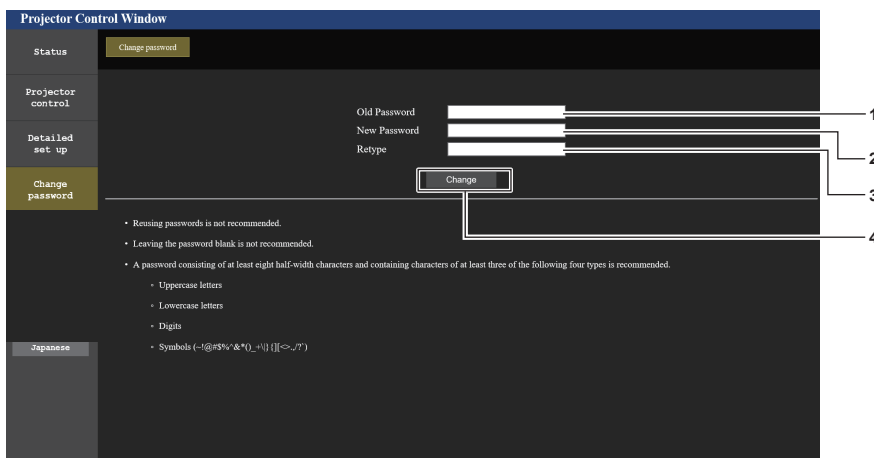 Projector Control Window
Status
Change password
Projector
control
Detailed
set up
Change
password
Old Password
1
New Password
2
Retype
3
Change
4
• Reusing passwords is not recommended.
• Leaving the password blank is not recommended.
• A password consisting of at least eight half-width characters and containing characters of at least three of the following four types is recommended.
◦ Uppercase letters
◦ Lowercase letters
◦ Digits
◦ Symbols (~!@#$%^&*()_+\|}{][<>.,/?`)
Japanese